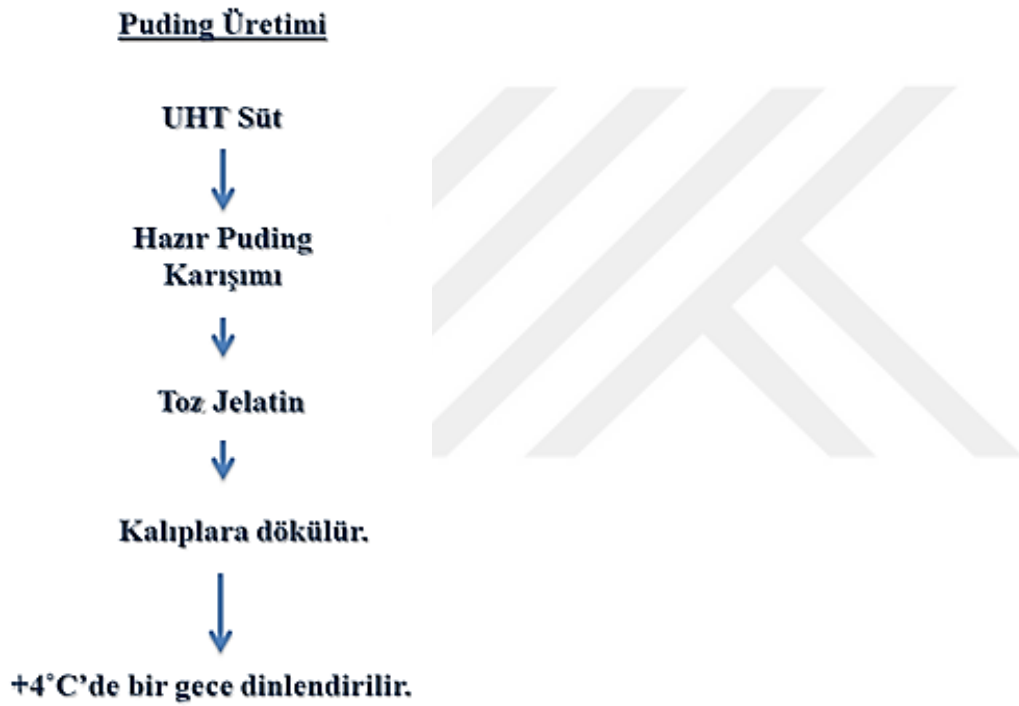 Puding Üretimi
UHT Süt
Hazır Puding
Karışımı
Toz Jelatin
Kalıplara dökülür.
+4˚C’de bir gece dinlendirilir.